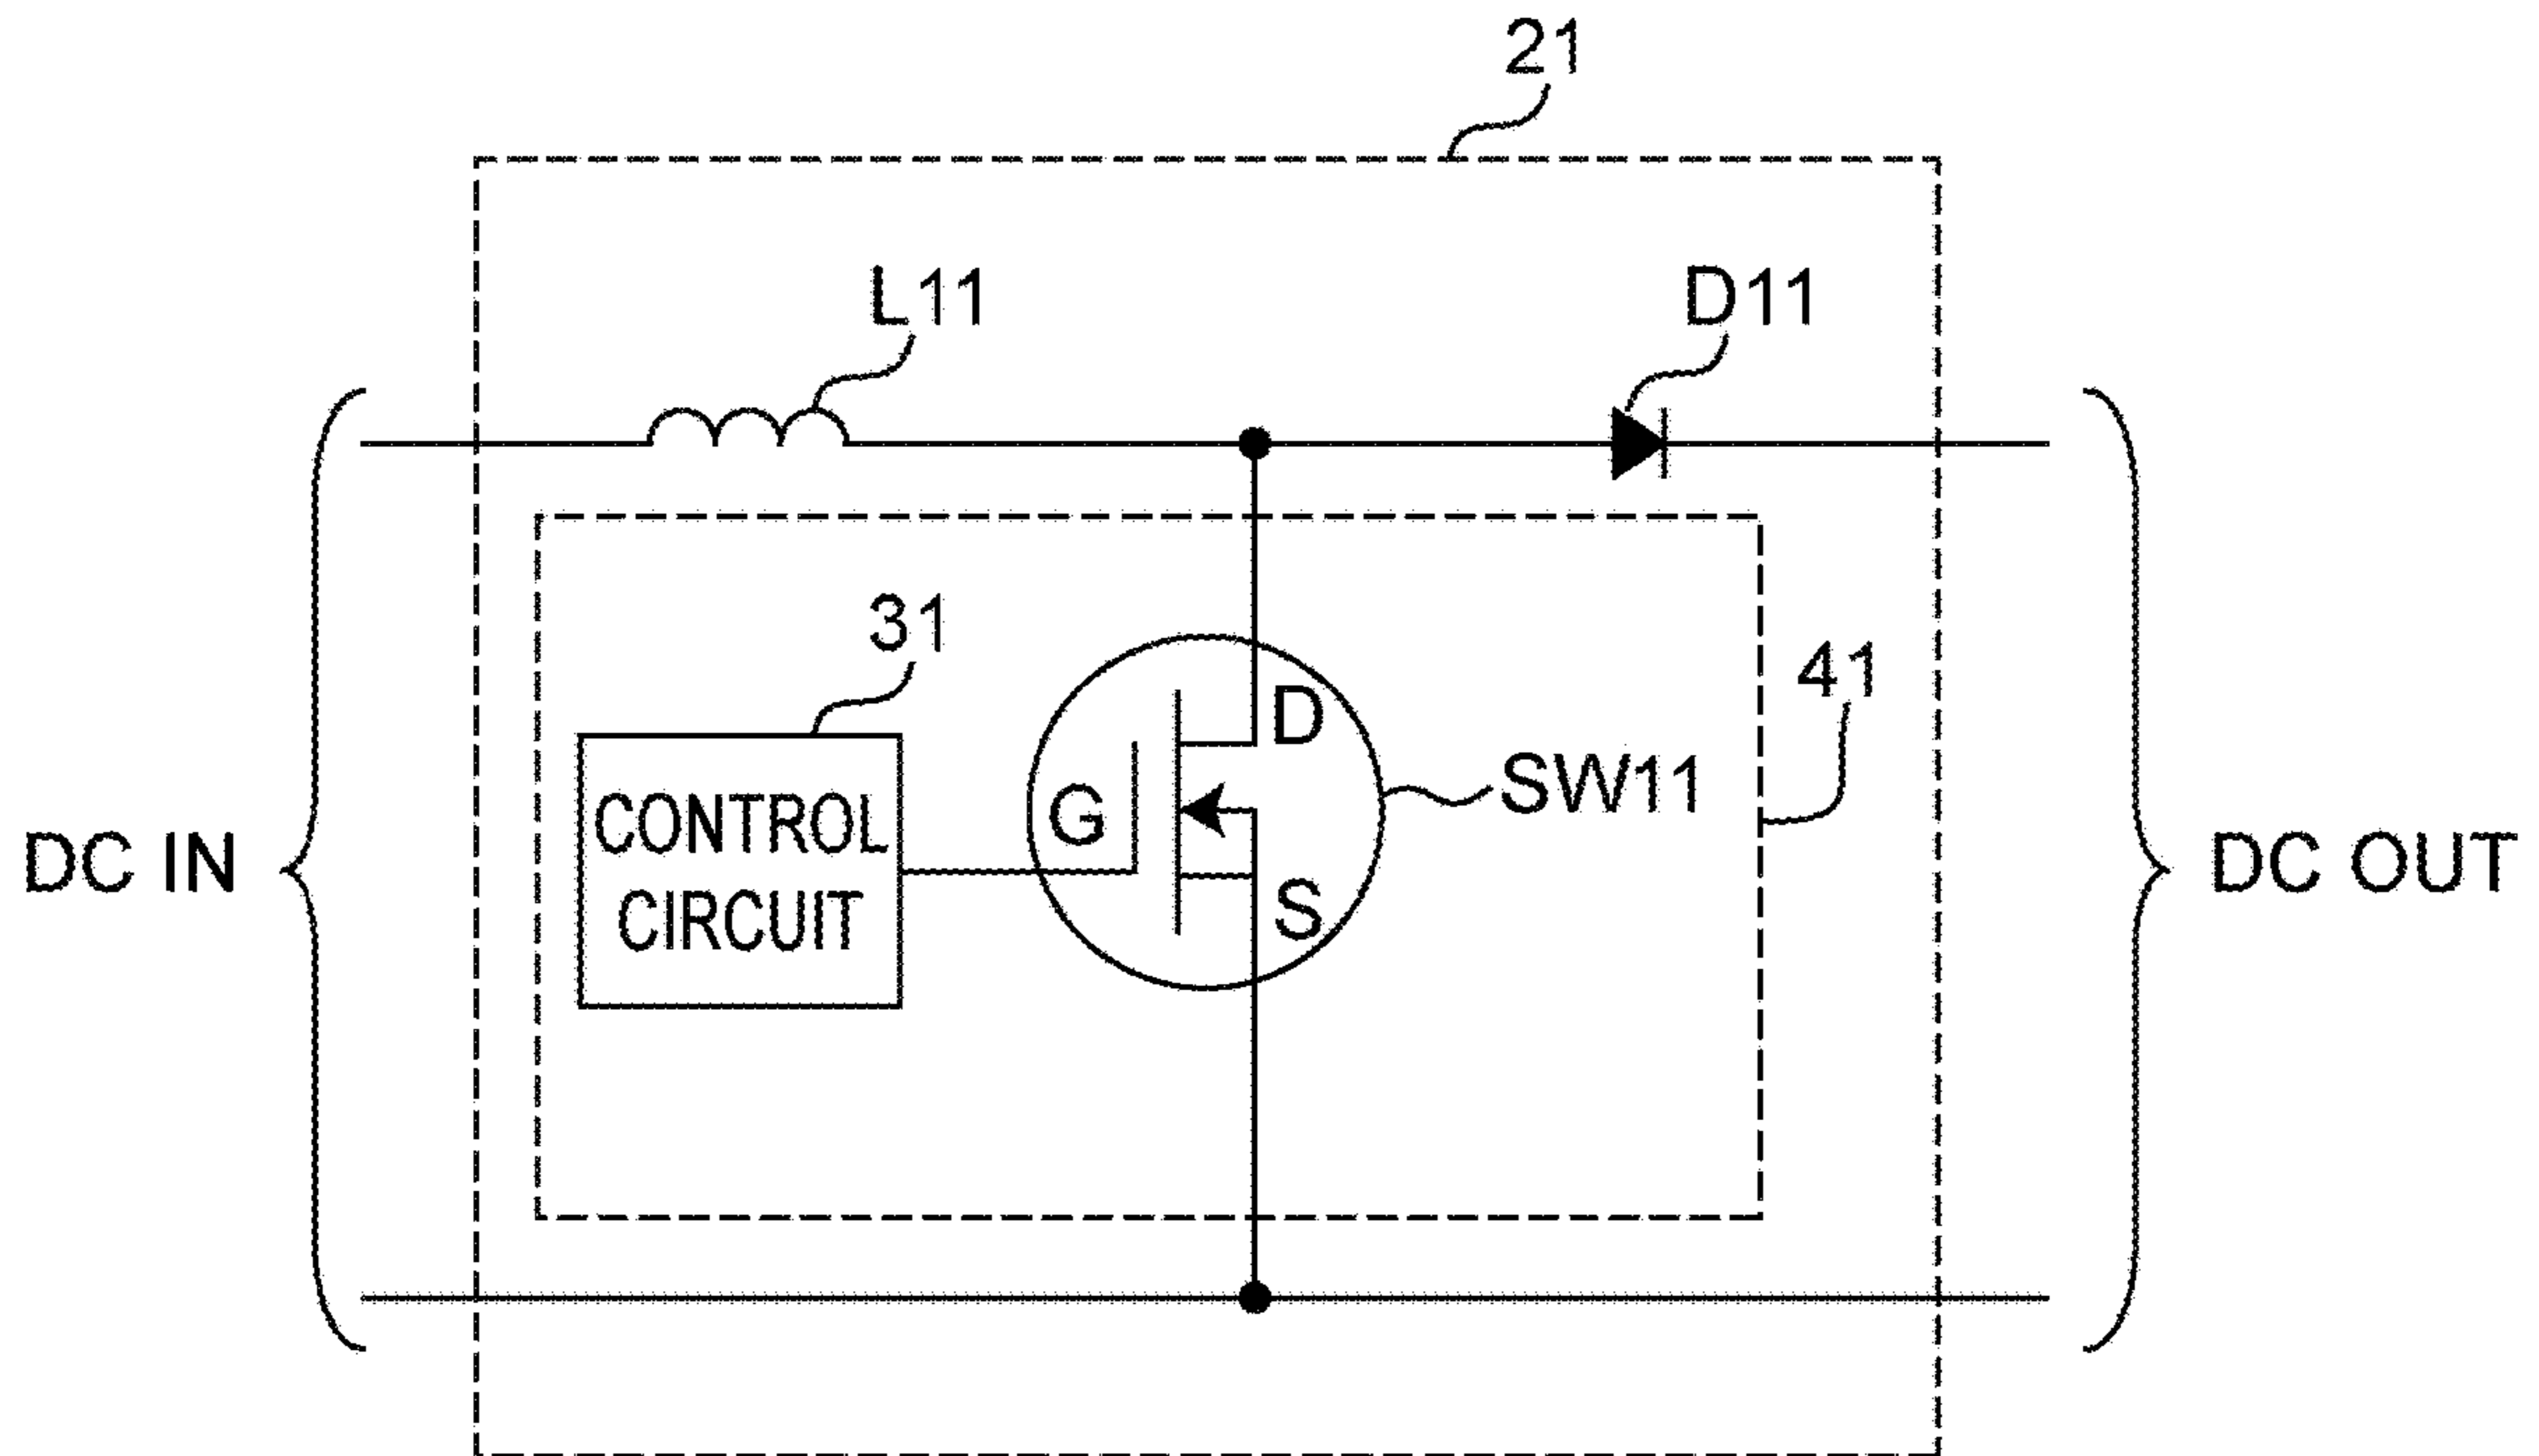 21
L11
D11
31
41
D
SW11
G
CONTROL
CIRCUIT
S
DC IN
DC OUT